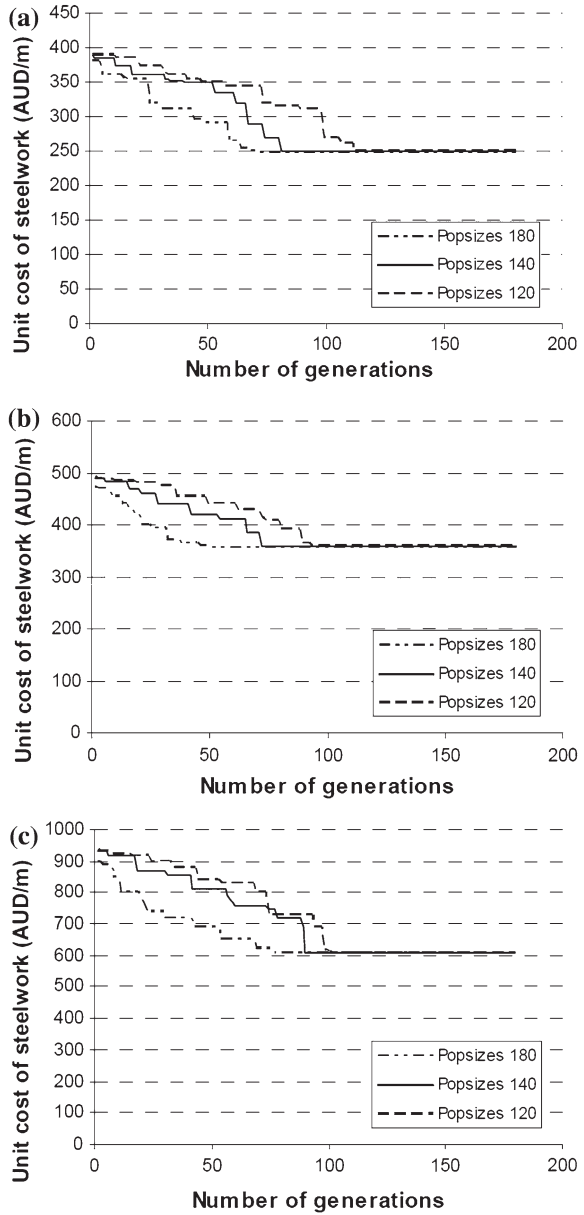 (a)
Unit cost of steelwork (AUD/m)
450
400
350
300
250
200
150
100
50
0
Popsizes 180
Popsizes 140
Popsizes 120
0 50 100 150 200
Number of generations
(b)
Unit cost of steelwork (AUD/m)
600
500
400
300
200
100
0
Popsizes 180
Popsizes 140
Popsizes 120
0 50 100 150 200
Number of generations
(c)
Unit cost of steelwork (AUD/m)
1000
900
800
700
600
500
400
300
200
100
0
Popsizes 180
Popsizes 140
Popsizes 120
0 50 100 150 200
Number of generations